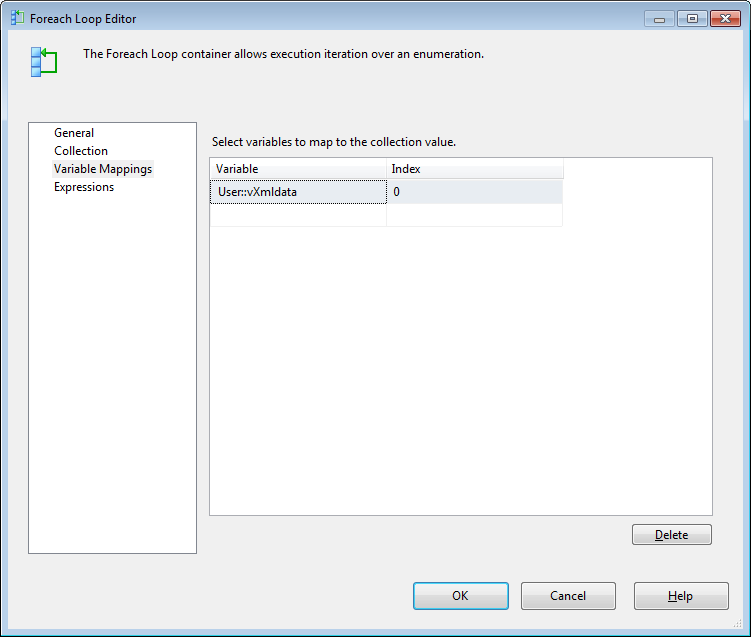 Foreach Loop Editor
The Foreach Loop container allows execution iteration over an enumeration.
General
Collection
Variable Mappings
Expressions
Select variables to map to the collection value.
Variable Index
User::vXmldata 0
Delete
OK Cancel Help